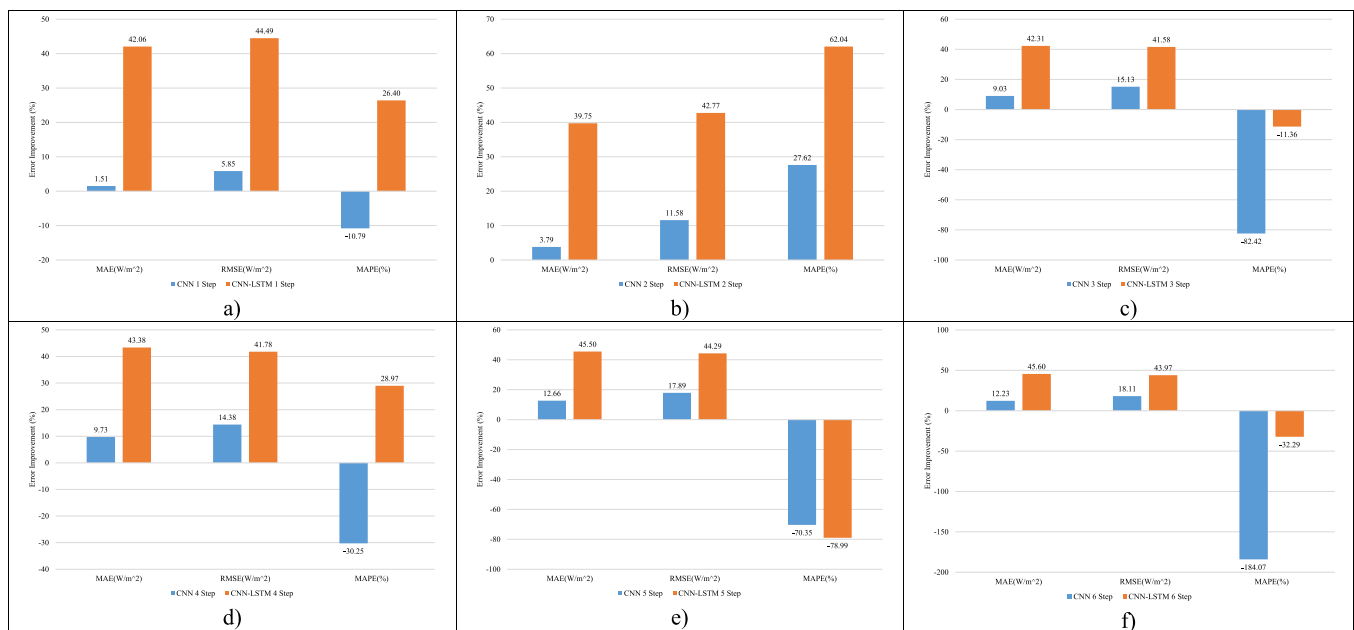 50
40
30
20
10
0
-10
-20
Error Improvement (%)
42.06
44.49
26.40
1.51
5.85
-10.79
MAE(W/m^2)
RMSE(W/m^2)
MAPE(%)
CNN 1 Step
CNN-LSTM 1 Step
a)
70
60
50
40
30
20
10
0
Error Improvement (%)
62.04
39.75
42.77
27.62
3.79
11.58
MAE(W/m^2)
RMSE(W/m^2)
MAPE(%)
CNN 2 Step
CNN-LSTM 2 Step
b)
60
40
20
0
-20
-40
-60
-80
-100
Error Improvement (%)
42.31
41.58
9.03
15.13
-11.36
-82.42
MAE(W/m^2)
RMSE(W/m^2)
MAPE(%)
CNN 3 Step
CNN-LSTM 3 Step
c)
50
40
30
20
10
0
-10
-20
-30
-40
Error Improvement (%)
43.38
41.78
28.97
9.73
14.38
-30.25
MAE(W/m^2)
RMSE(W/m^2)
MAPE(%)
CNN 4 Step
CNN-LSTM 4 Step
d)
60
40
20
0
-20
-40
-60
-80
-100
Error Improvement (%)
45.50
44.29
12.66
17.89
-70.35
-78.99
MAE(W/m^2)
RMSE(W/m^2)
MAPE(%)
CNN 5 Step
CNN-LSTM 5 Step
e)
100
50
0
-50
-100
-150
-200
Error Improvement (%)
45.60
43.97
12.23
18.11
-32.29
-184.07
MAE(W/m^2)
RMSE(W/m^2)
MAPE(%)
CNN 6 Step
CNN-LSTM 6 Step
f)